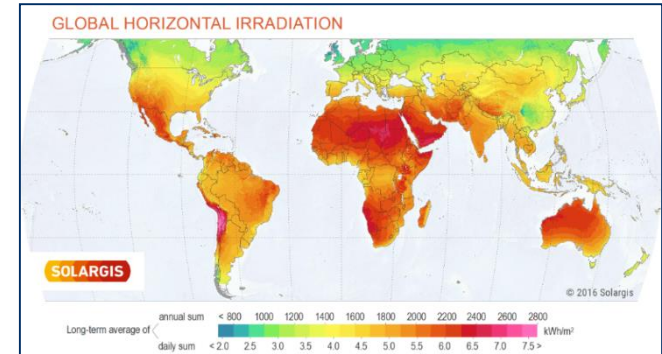 GLOBAL HORIZONTAL IRRADIATION
SOLARGIS
© 2016 Solargis
annual sum < 800 1000 1200 1400 1600 1800 2000 2200 2400 2600 2800
Long-term average of kWh/m²
daily sum < 2.0 2.5 3.0 3.5 4.0 4.5 5.0 5.5 6.0 6.5 7.0 7.5 >